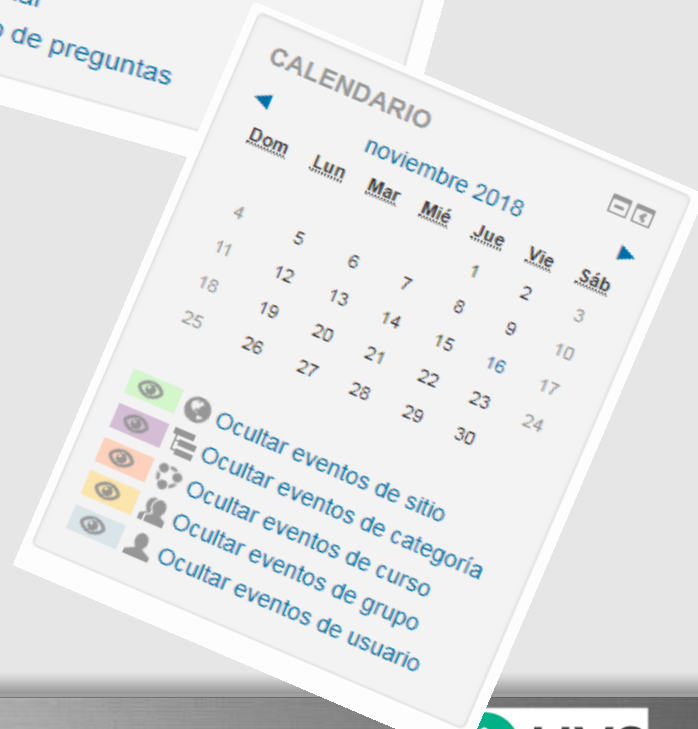 de preguntas
CALENDARIO
noviembre 2018
Dom Lun Mar Mié Jue Vie Sáb
1 2 3
4 5 6 7 8 9 10
11 12 13 14 15 16 17
18 19 20 21 22 23 24
25 26 27 28 29 30
Ocultar eventos de sitio
Ocultar eventos de categoría
Ocultar eventos de curso
Ocultar eventos de grupo
Ocultar eventos de usuario